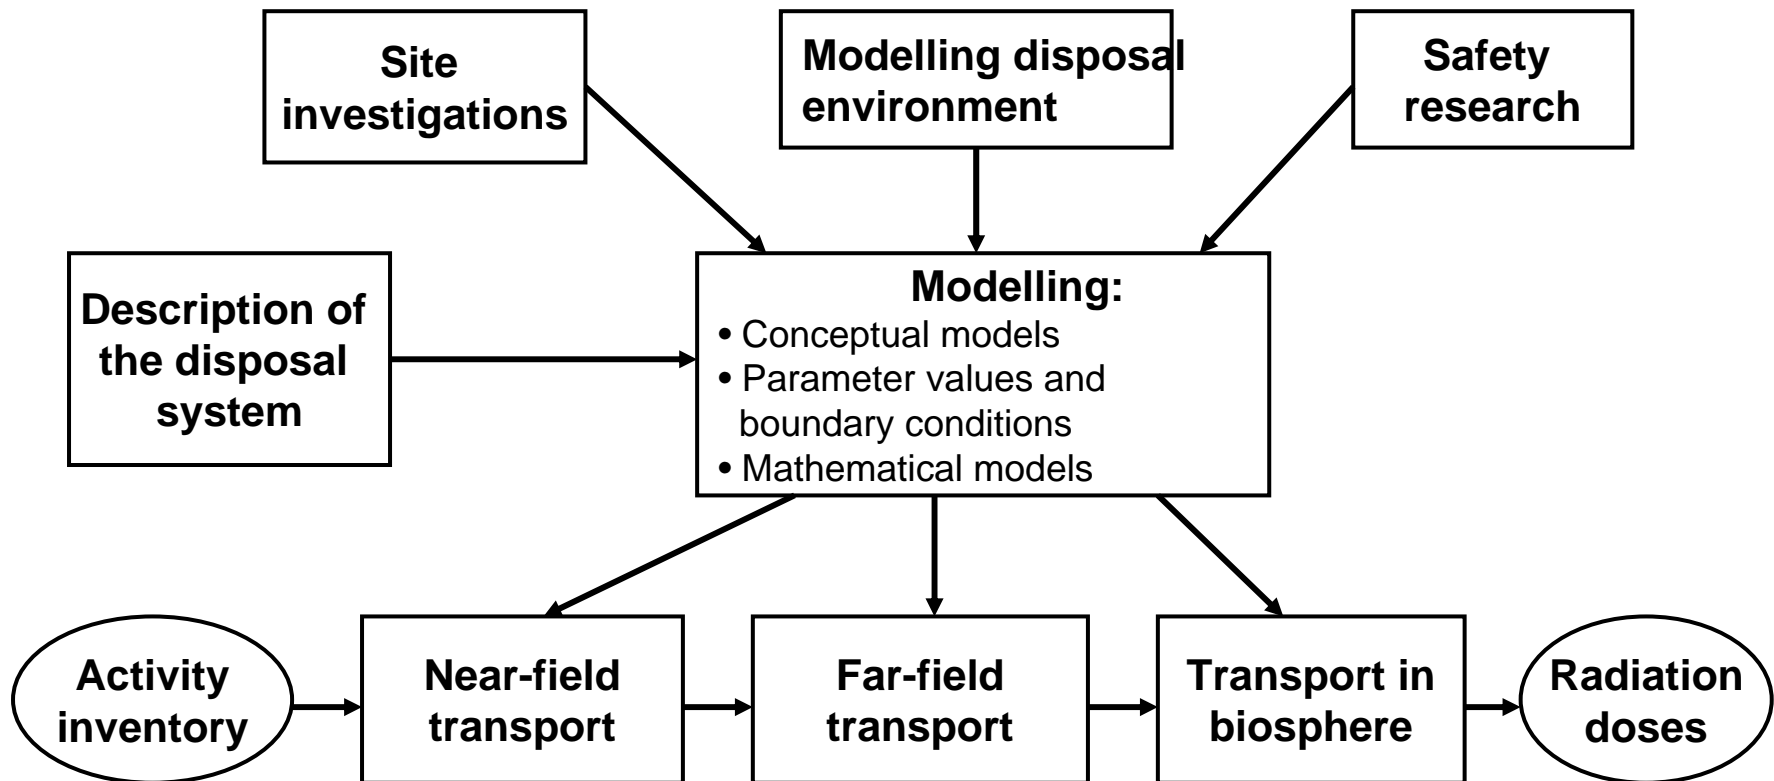 Site
investigations
Modelling disposal
environment
Safety
research
Description of
the disposal
system
Modelling:
• Conceptual models
• Parameter values and
boundary conditions
• Mathematical models
Activity
inventory
Near-field
transport
Far-field
transport
Transport in
biosphere
Radiation
doses